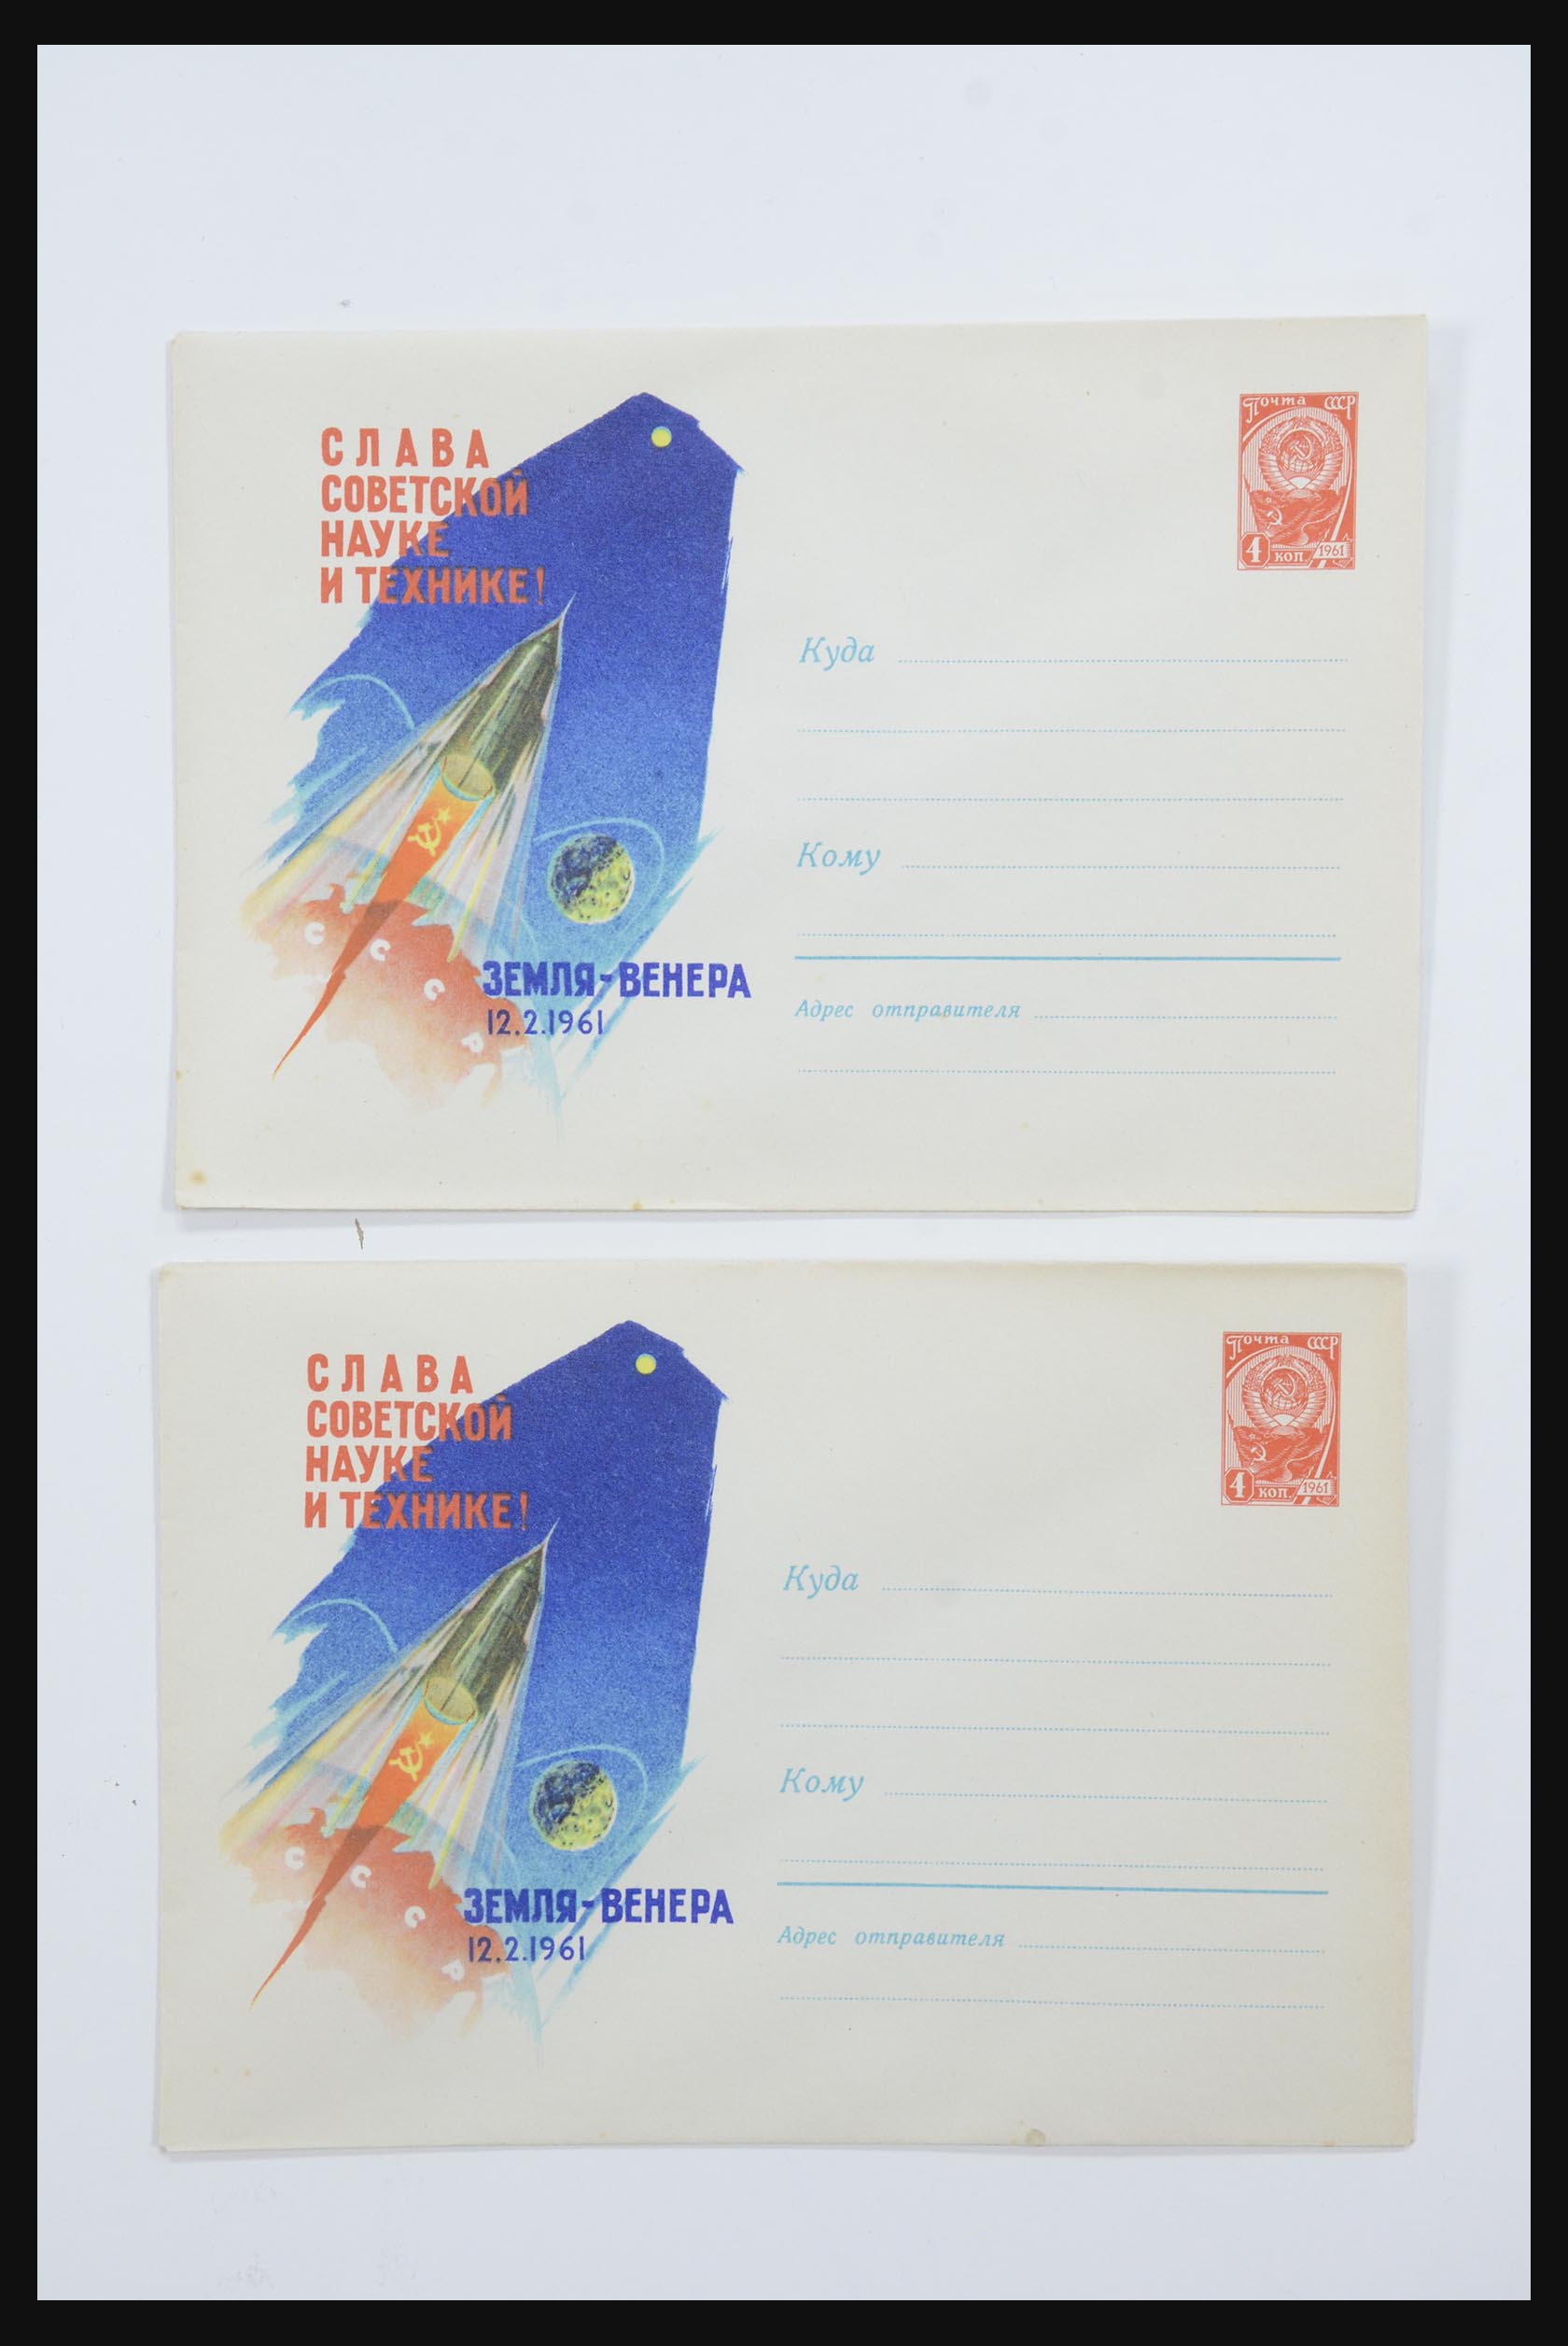 СЛАВА
СОВЕТСКОЙ
НАУКЕ
И ТЕХНИКЕ!
СССР
ЗЕМЛЯ-ВЕНЕРА
12.2.1961
Почта СССР
4 КОП. 1961
Куда
Кому
Адрес отправителя
СЛАВА
СОВЕТСКОЙ
НАУКЕ
И ТЕХНИКЕ!
СССР
ЗЕМЛЯ-ВЕНЕРА
12.2.1961
Почта СССР
4 КОП. 1961
Куда
Кому
Адрес отправителя